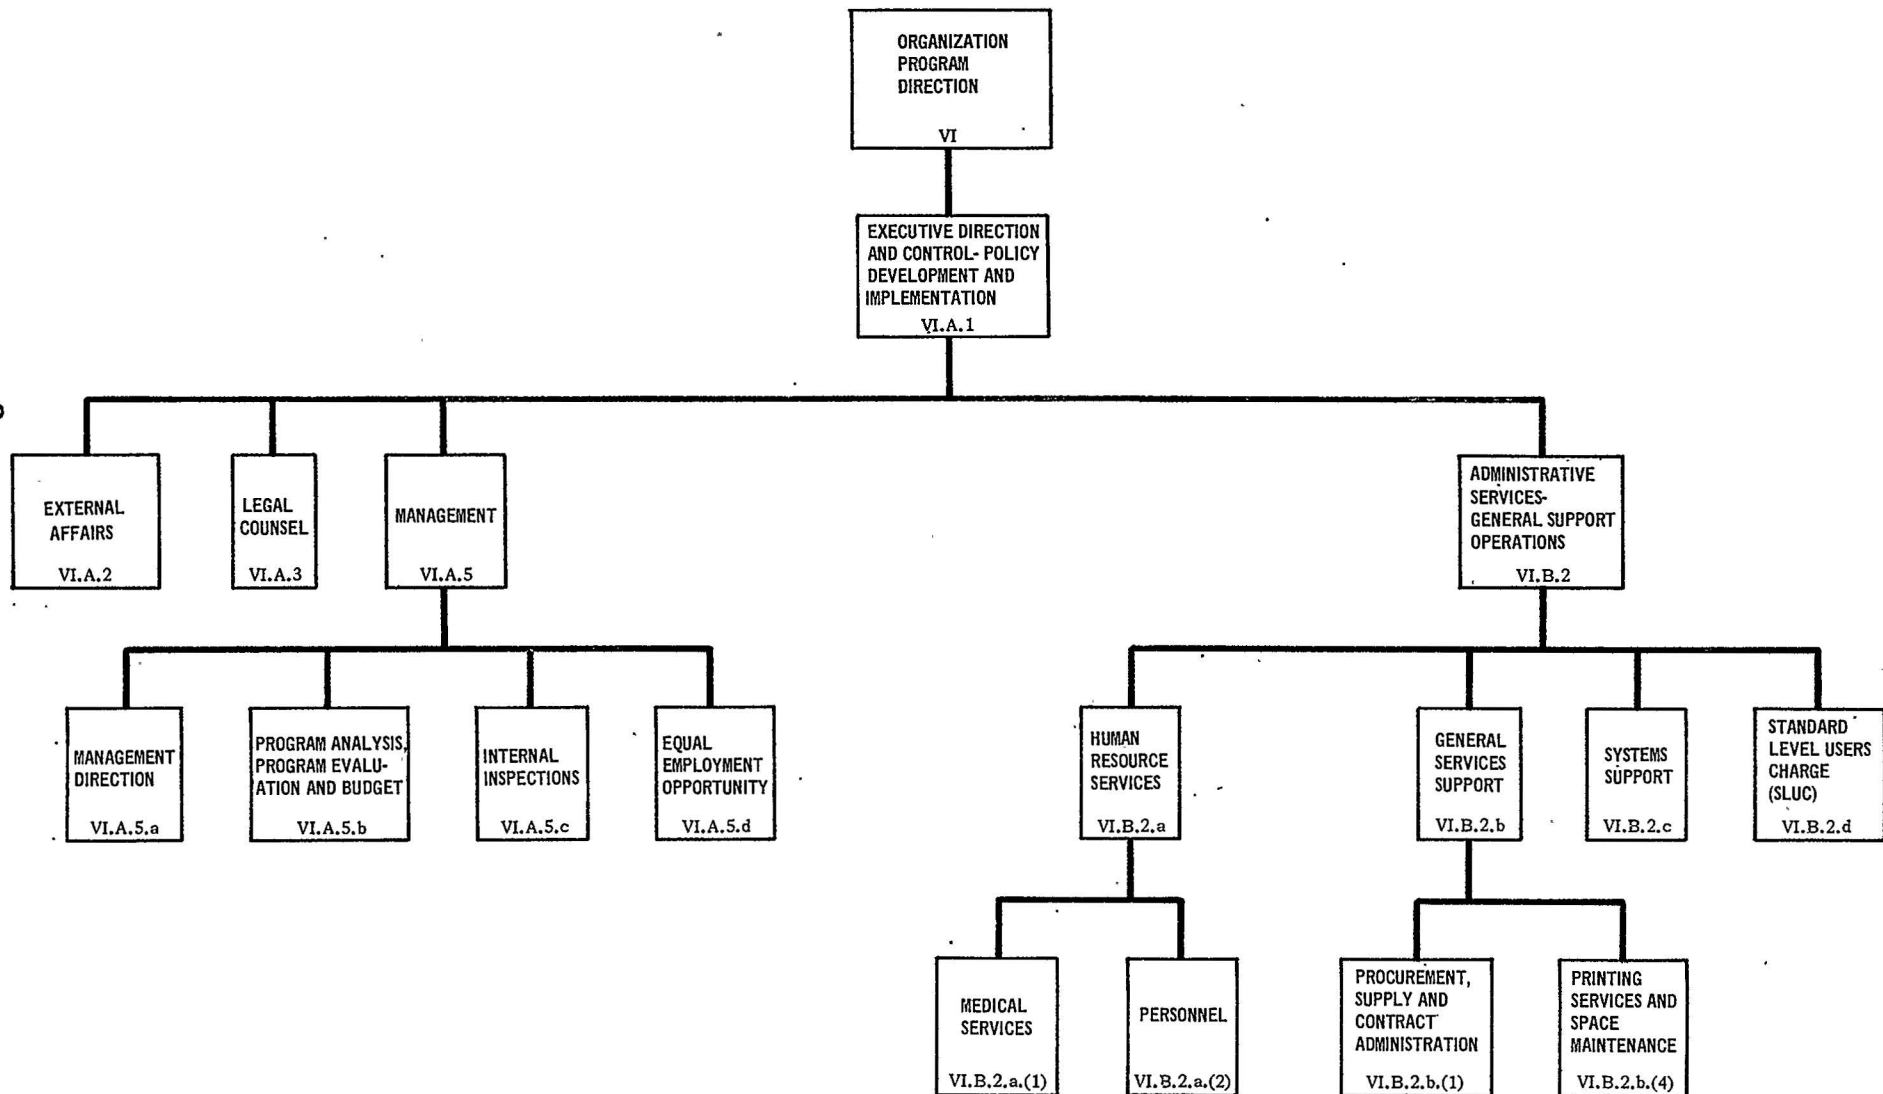 ORGANIZATION
PROGRAM
DIRECTION
VI
EXECUTIVE DIRECTION
AND CONTROL- POLICY
DEVELOPMENT AND
IMPLEMENTATION
VI.A.1
EXTERNAL
AFFAIRS
VI.A.2
LEGAL
COUNSEL
VI.A.3
MANAGEMENT
VI.A.5
ADMINISTRATIVE
SERVICES-
GENERAL SUPPORT
OPERATIONS
VI.B.2
MANAGEMENT
DIRECTION
VI.A.5.a
PROGRAM ANALYSIS,
PROGRAM EVALU-
ATION AND BUDGET
VI.A.5.b
INTERNAL
INSPECTIONS
VI.A.5.c
EQUAL
EMPLOYMENT
OPPORTUNITY
VI.A.5.d
HUMAN
RESOURCE
SERVICES
VI.B.2.a
GENERAL
SERVICES
SUPPORT
VI.B.2.b
SYSTEMS
SUPPORT
VI.B.2.c
STANDARD
LEVEL USERS
CHARGE
(SLUC)
VI.B.2.d
MEDICAL
SERVICES
VI.B.2.a.(1)
PERSONNEL
VI.B.2.a.(2)
PROCUREMENT,
SUPPLY AND
CONTRACT
ADMINISTRATION
VI.B.2.b.(1)
PRINTING
SERVICES AND
SPACE
MAINTENANCE
VI.B.2.b.(4)